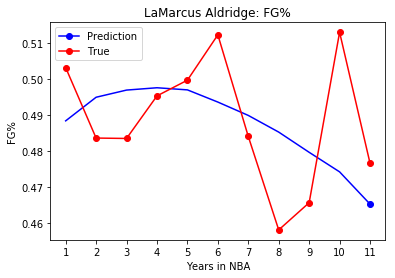 LaMarcus Aldridge: FG%
Prediction
True
0.51
0.50
0.49
0.48
0.47
0.46
FG%
1 2 3 4 5 6 7 8 9 10 11
Years in NBA